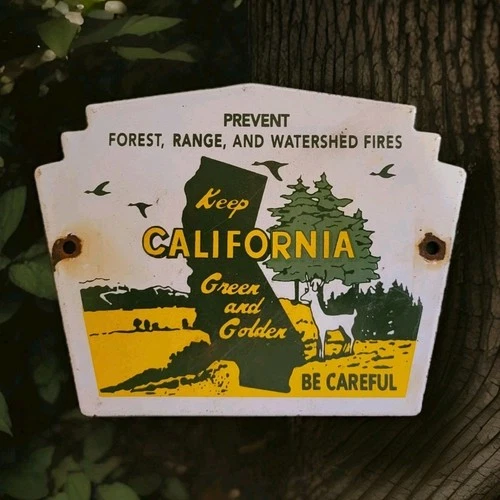 PREVENT
FOREST, RANGE, AND WATERSHED FIRES
Keep
CALIFORNIA
Green
and
Golden
BE CAREFUL